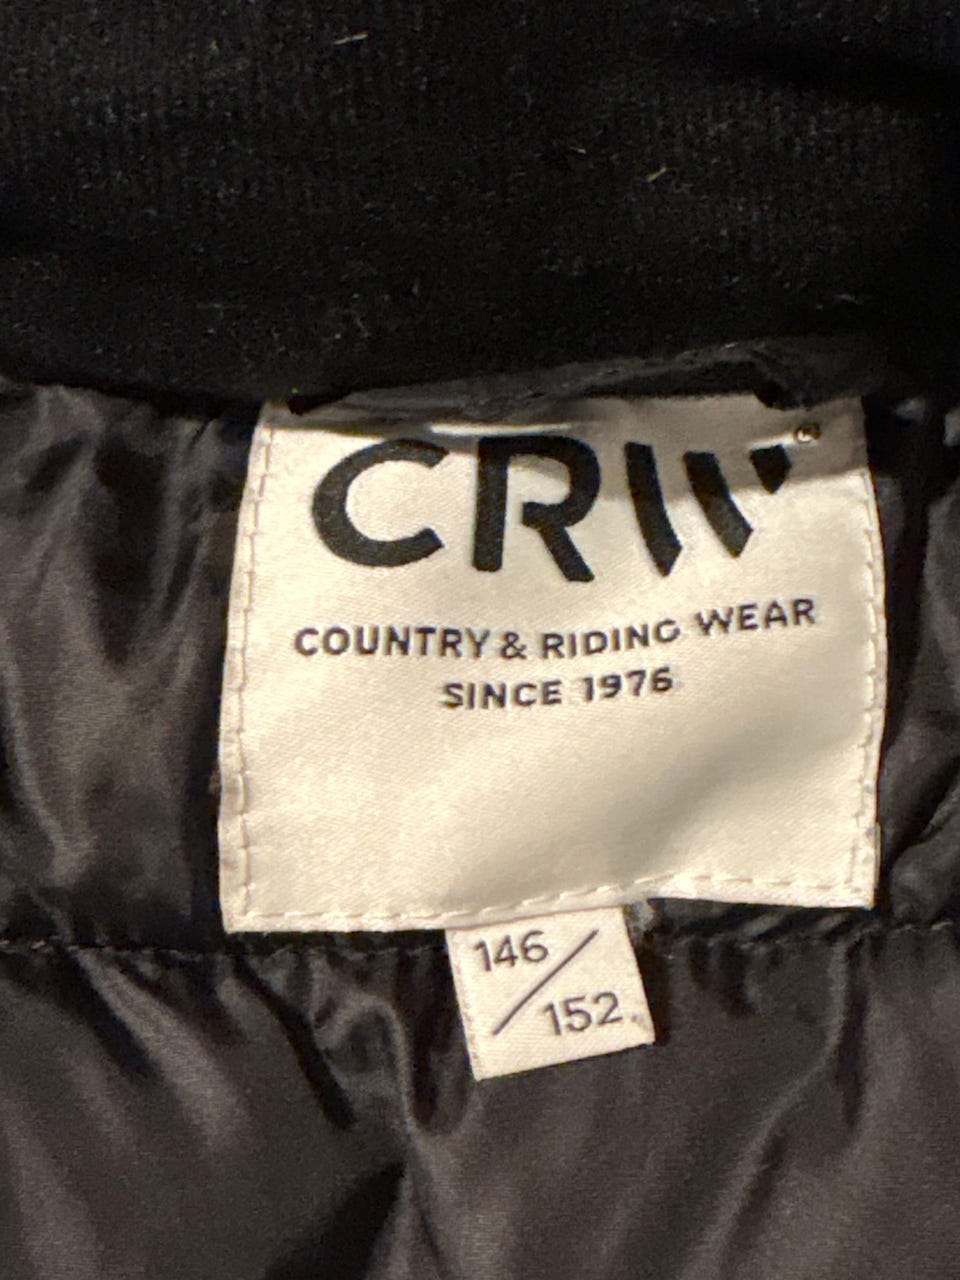 CRW®
COUNTRY & RIDING WEAR
SINCE 1976
146/
152